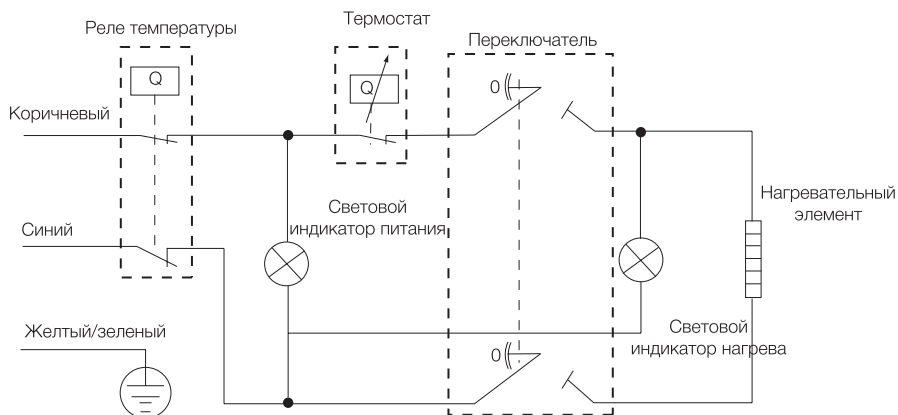 Термостат
Реле температуры
Переключатель
Q
Q
0
Коричневый
Нагревательный
элемент
Световой
индикатор питания
Синий
Желтый/зеленый
Световой
индикатор нагрева
0